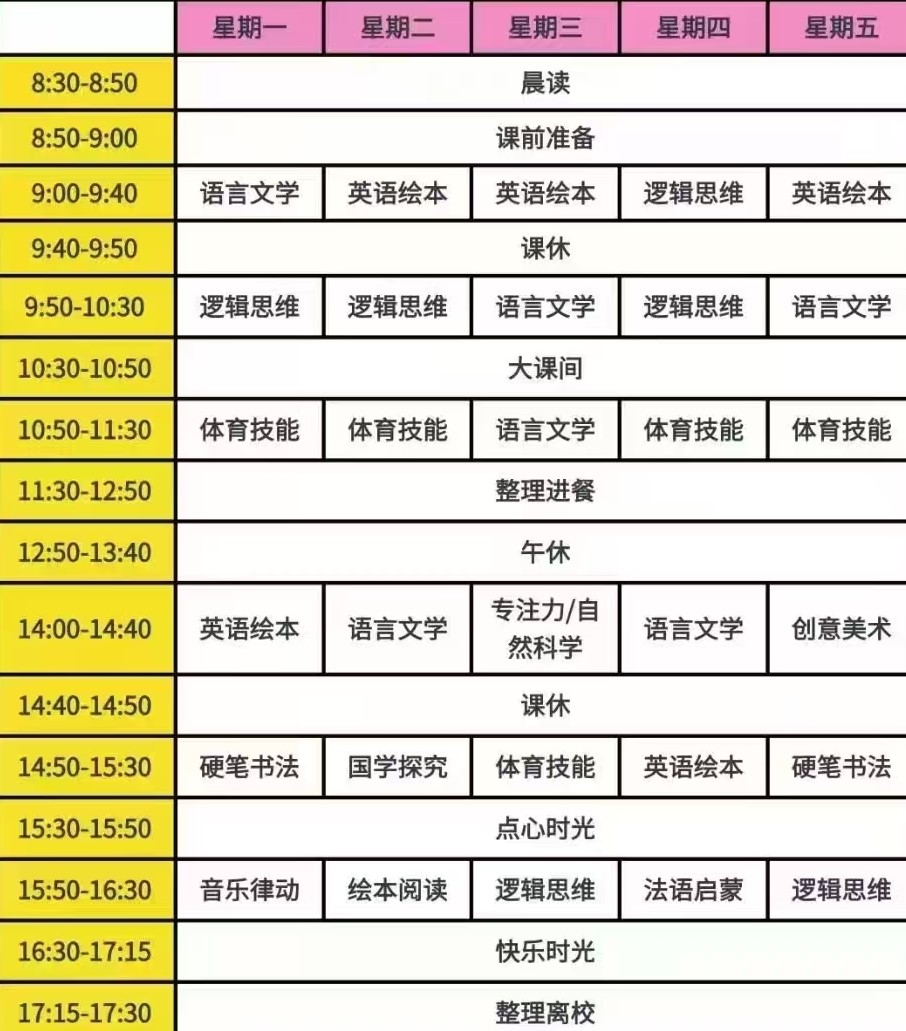 星期一 星期二 星期三 星期四 星期五
8:30-8:50 晨读
8:50-9:00 课前准备
9:00-9:40 语言文学 英语绘本 英语绘本 逻辑思维 英语绘本
9:40-9:50 课休
9:50-10:30 逻辑思维 逻辑思维 语言文学 逻辑思维 语言文学
10:30-10:50 大课间
10:50-11:30 体育技能 体育技能 语言文学 体育技能 体育技能
11:30-12:50 整理进餐
12:50-13:40 午休
14:00-14:40 英语绘本 语言文学 专注力/自然科学 语言文学 创意美术
14:40-14:50 课休
14:50-15:30 硬笔书法 国学探究 体育技能 英语绘本 硬笔书法
15:30-15:50 点心时光
15:50-16:30 音乐律动 绘本阅读 逻辑思维 法语启蒙 逻辑思维
16:30-17:15 快乐时光
17:15-17:30 整理离校